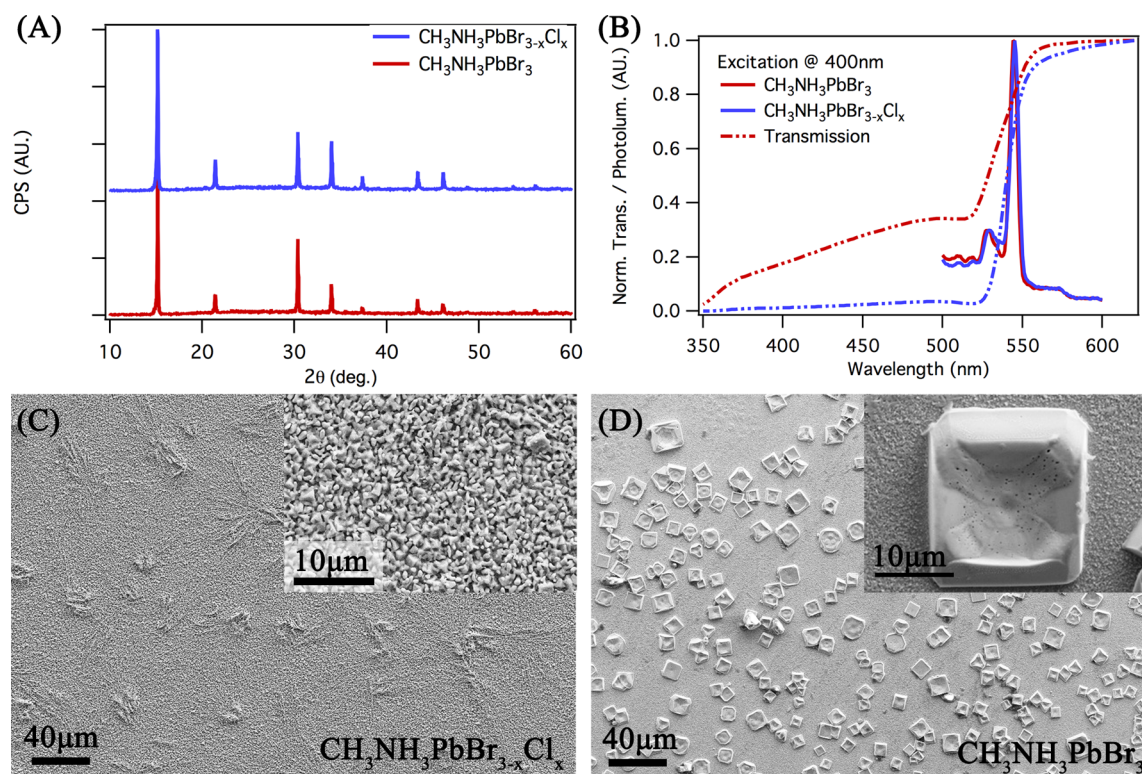 (A)
CH₃NH₃PbBr₃₋ₓClₓ
CH₃NH₃PbBr₃
CPS (AU.)
10 20 30 40 50 60
2θ (deg.)
(B)
Excitation @ 400nm
CH₃NH₃PbBr₃
CH₃NH₃PbBr₃₋ₓClₓ
Transmission
Norm. Trans. / Photolum. (AU.)
1.0
0.8
0.6
0.4
0.2
0.0
350 400 450 500 550 600
Wavelength (nm)
(C)
10μm
40μm
CH₃NH₃PbBr₃₋ₓClₓ
(D)
10μm
40μm
CH₃NH₃PbBr₃